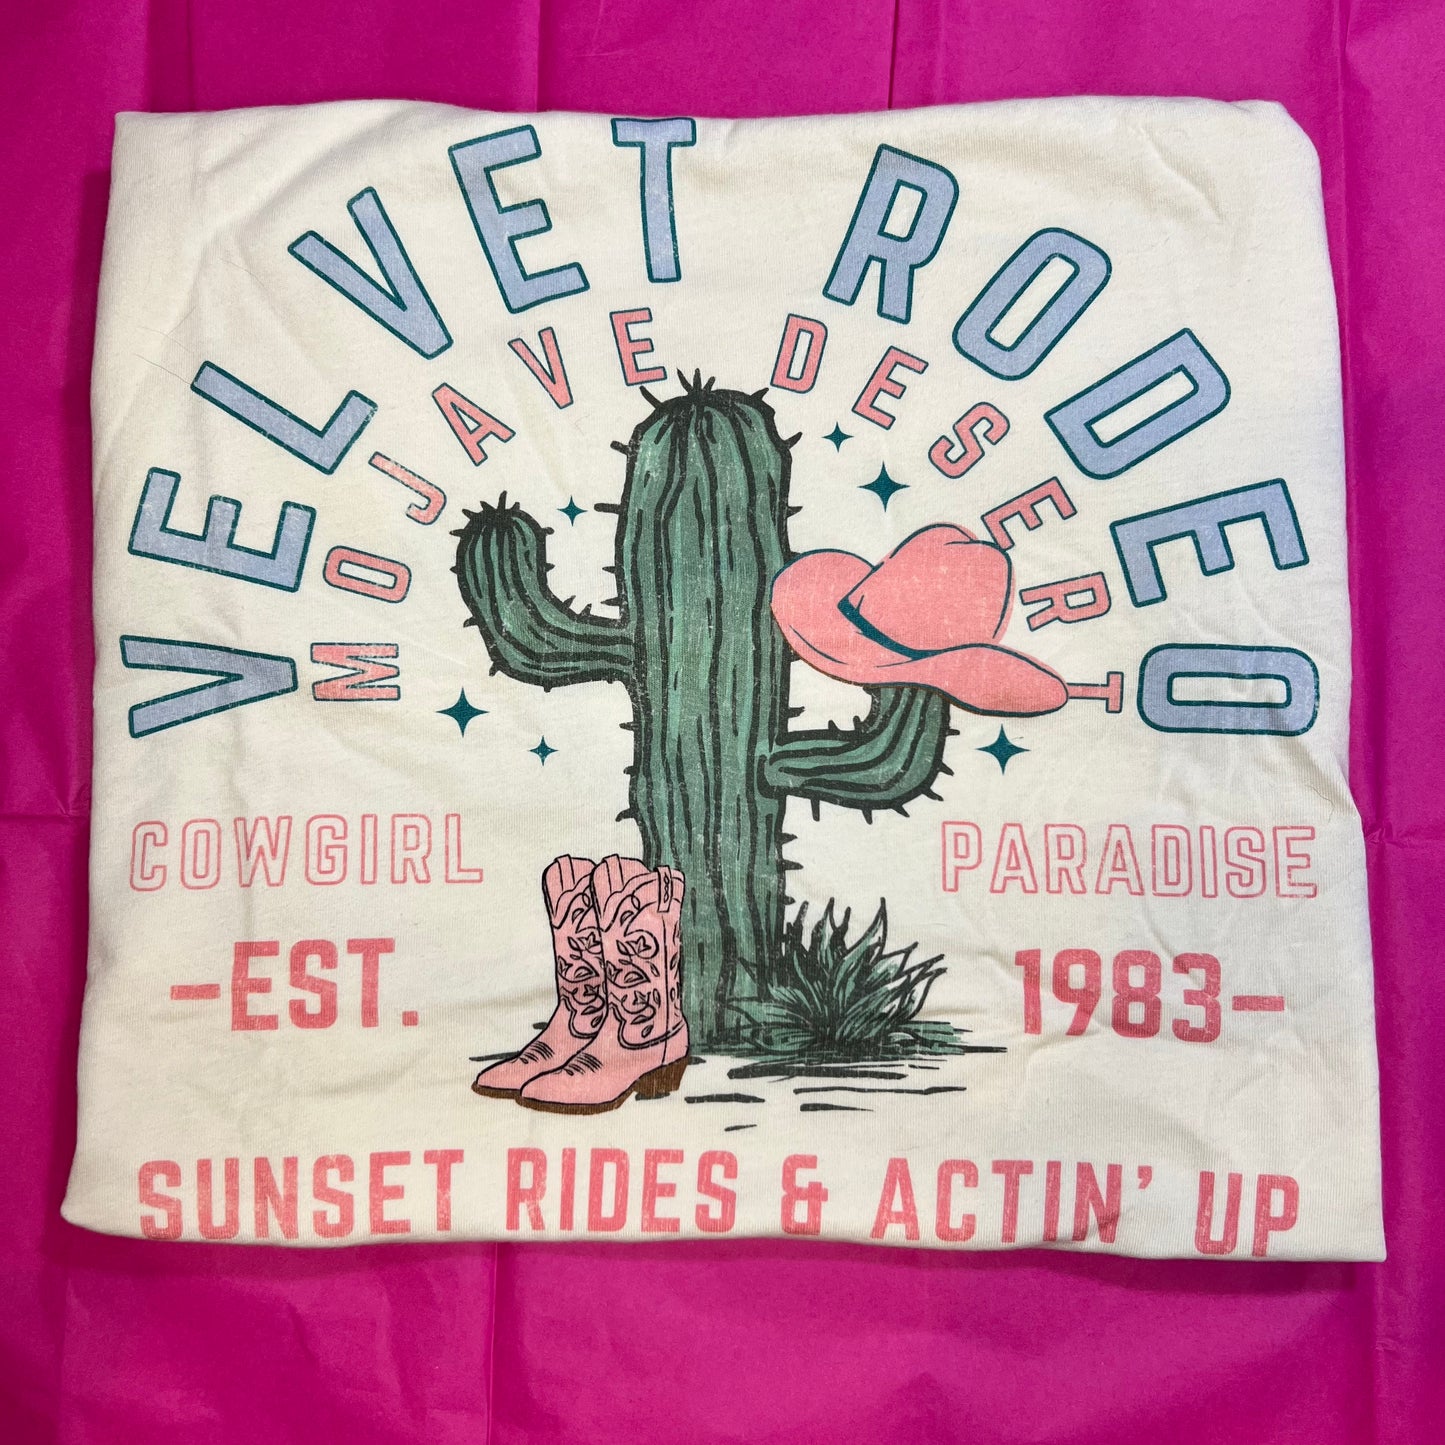 VELVET RODEO
MOJAVE DESERT
COWGIRL PARADISE
-EST. 1983-
SUNSET RIDES & ACTIN' UP